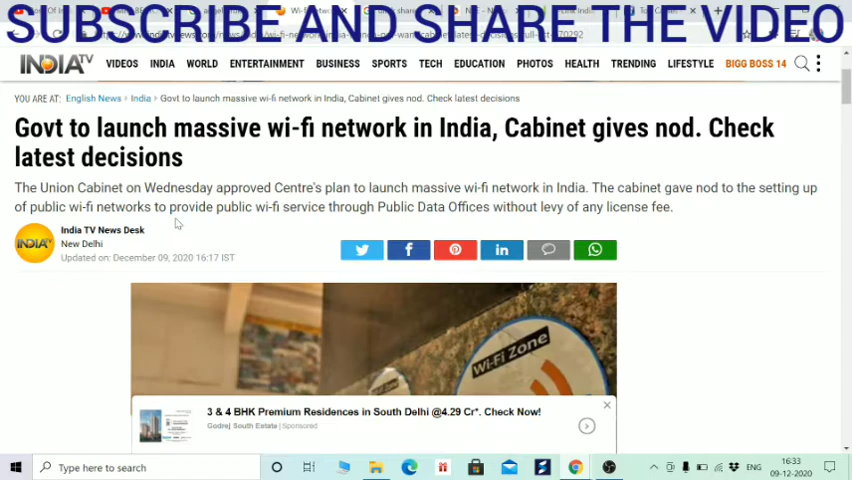 SUBSCRIBE AND SHARE THE VIDEO
INDIA TV
VIDEOS INDIA WORLD ENTERTAINMENT BUSINESS SPORTS TECH EDUCATION PHOTOS HEALTH TRENDING LIFESTYLE BIGG BOSS 14
YOU ARE AT: English News › India › Govt to launch massive wi-fi network in India, Cabinet gives nod. Check latest decisions
Govt to launch massive wi-fi network in India, Cabinet gives nod. Check
latest decisions
The Union Cabinet on Wednesday approved Centre's plan to launch massive wi-fi network in India. The cabinet gave nod to the setting up
of public wi-fi networks to provide public wi-fi service through Public Data Offices without levy of any license fee.
INDIA TV
India TV News Desk
New Delhi
Updated on: December 09, 2020 16:17 IST
Wi-Fi Zone
3 & 4 BHK Premium Residences in South Delhi @4.29 Cr*. Check Now!
Godrej South Estate | Sponsored
Type here to search
ENG
16:33
09-12-2020